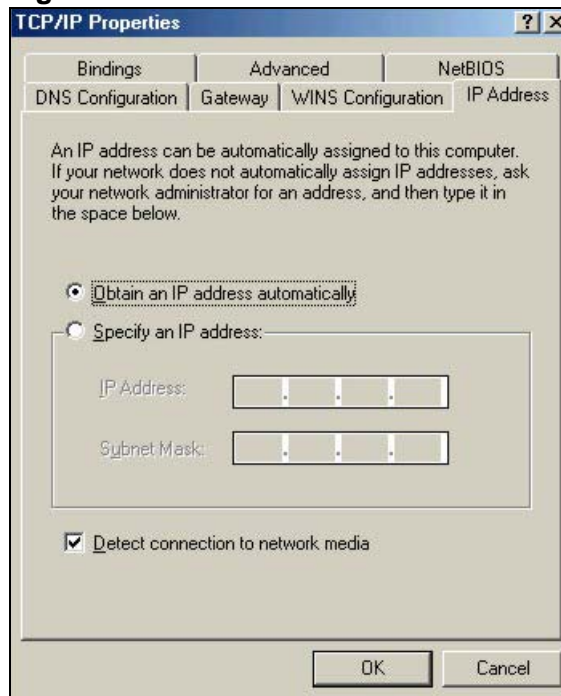 TCP/IP Properties
Bindings
Advanced
NetBIOS
DNS Configuration
Gateway
WINS Configuration
IP Address
An IP address can be automatically assigned to this computer.
If your network does not automatically assign IP addresses, ask
your network administrator for an address, and then type it in
the space below.
Obtain an IP address automatically
Specify an IP address:
IP Address:
Subnet Mask:
Detect connection to network media
OK
Cancel